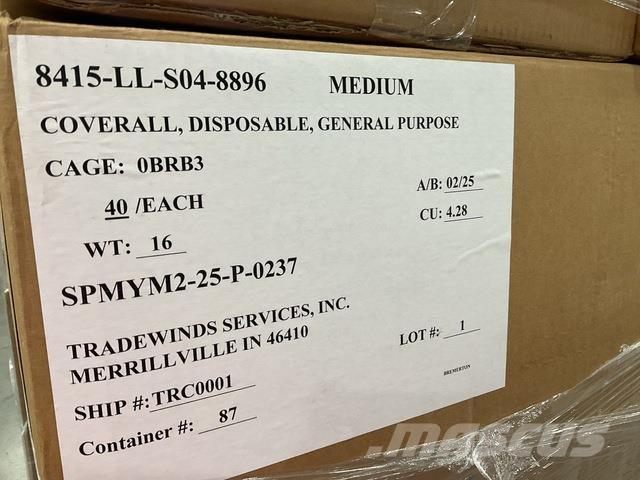 8415-LL-S04-8896 MEDIUM
COVERALL, DISPOSABLE, GENERAL PURPOSE
CAGE: 0BRB3
A/B: 02/25
40 /EACH
CU: 4.28
WT: 16
SPMYM2-25-P-0237
TRADEWINDS SERVICES, INC.
MERRILLVILLE IN 46410
LOT #: 1
SHIP #: TRC0001
BREMERTON
Container #: 87
mascus